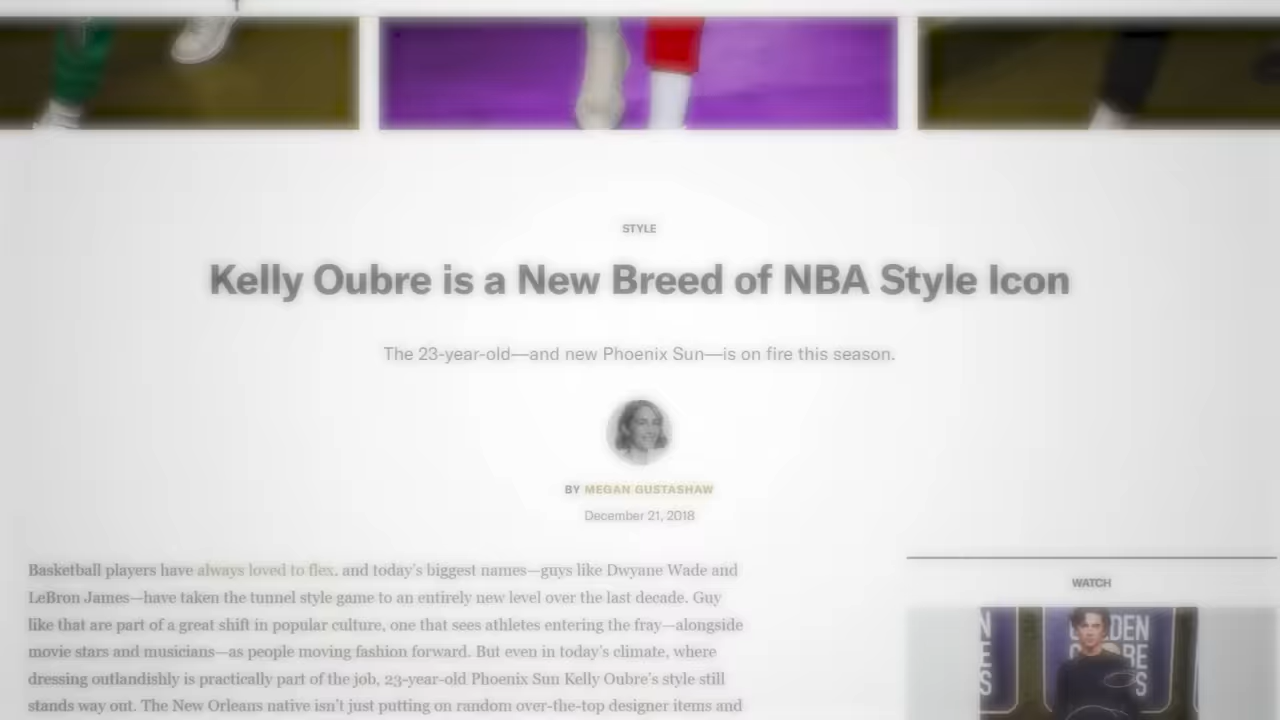 STYLE
Kelly Oubre is a New Breed of NBA Style Icon
The 23-year-old—and new Phoenix Sun—is on fire this season.
BY MEGAN GUSTASHAW
December 21, 2018
Basketball players have always loved to flex, and today's biggest names—guys like Dwyane Wade and
LeBron James—have taken the tunnel style game to an entirely new level over the last decade. Guy
like that are part of a great shift in popular culture, one that sees athletes entering the fray—alongside
movie stars and musicians—as people moving fashion forward. But even in today's climate, where
dressing outlandishly is practically part of the job, 23-year-old Phoenix Sun Kelly Oubre's style still
stands way out. The New Orleans native isn't just putting on random over-the-top designer items and
WATCH
N
E
S
GOLDEN
GLOBE
S